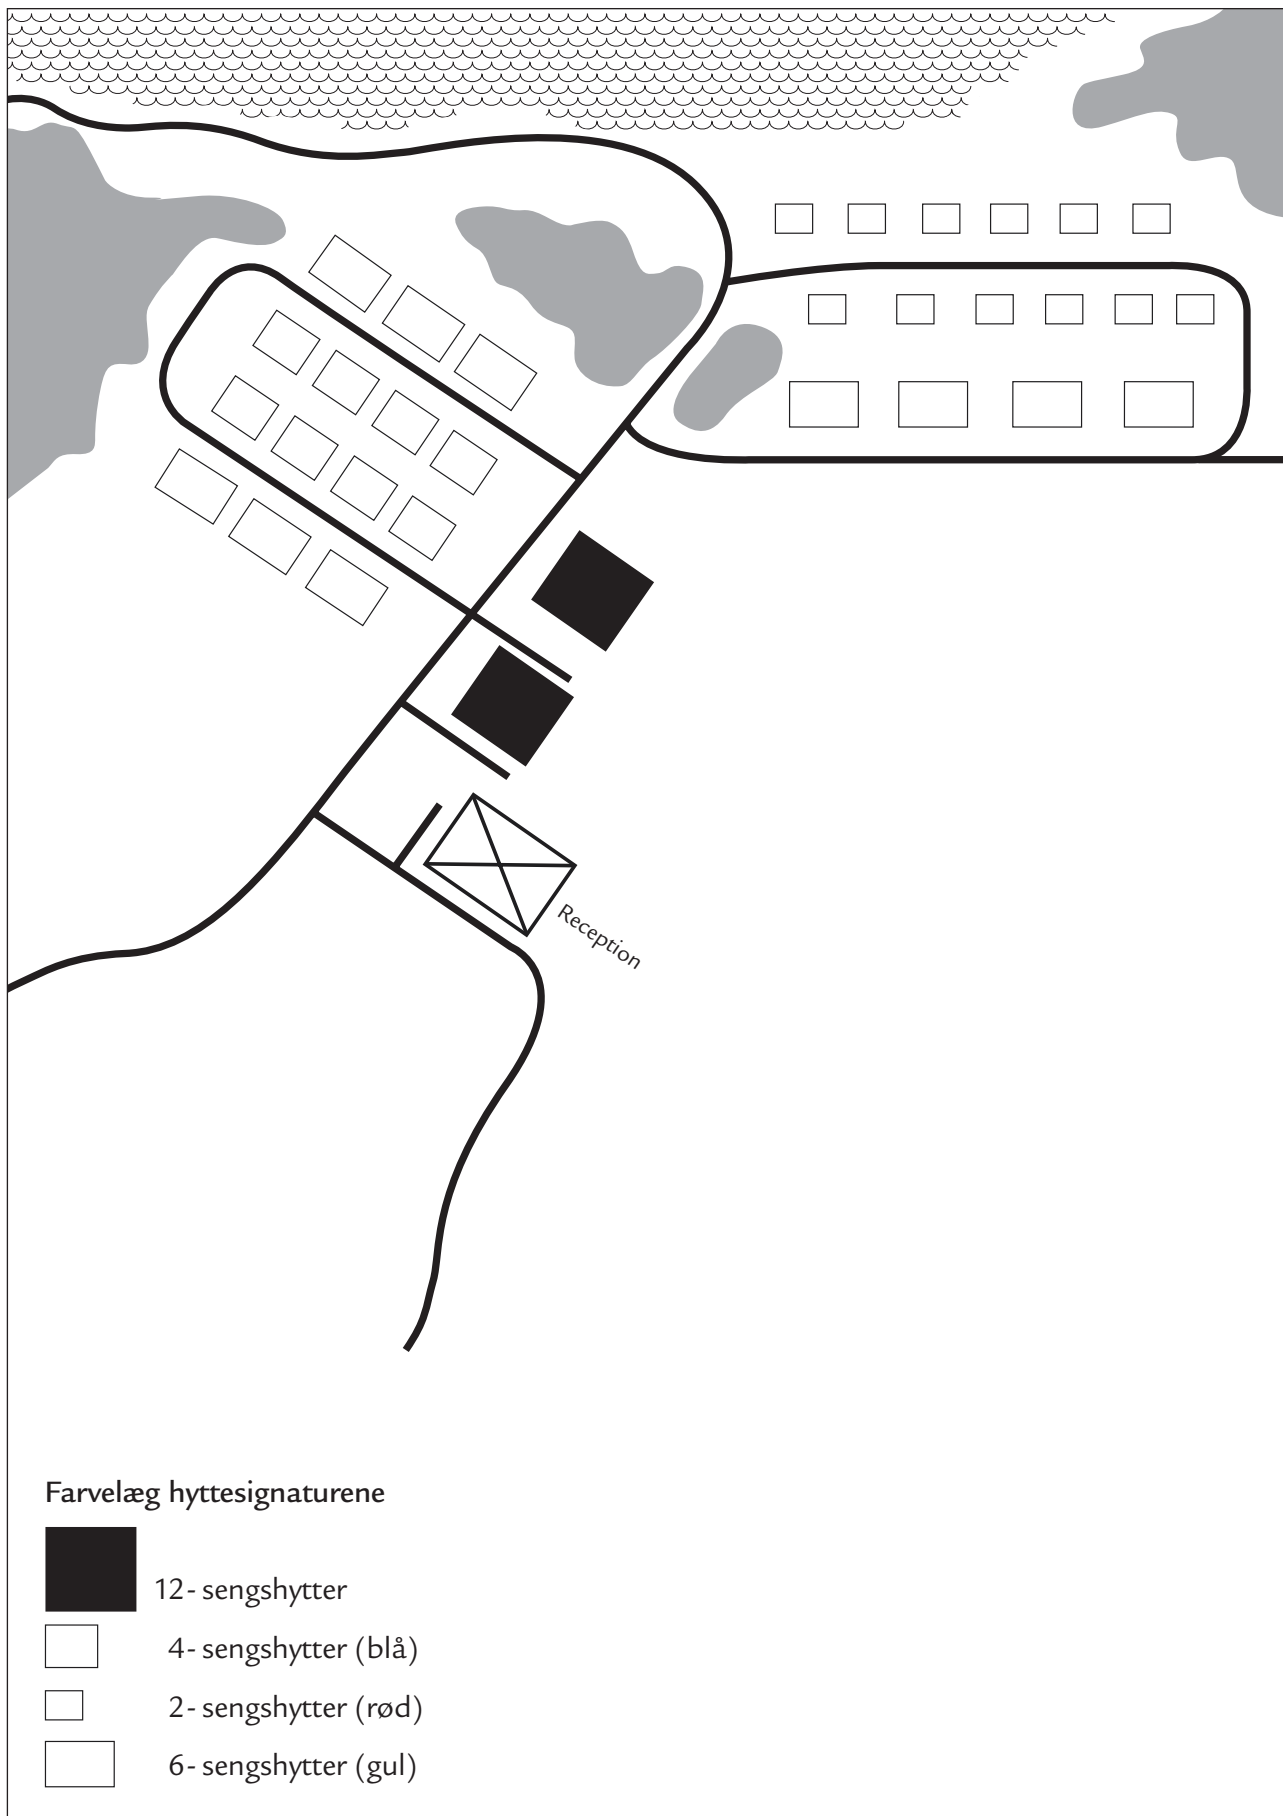 Reception
Farvelæg hyttesignaturene
12- sengshytter
4- sengshytter (blå)
2- sengshytter (rød)
6- sengshytter (gul)